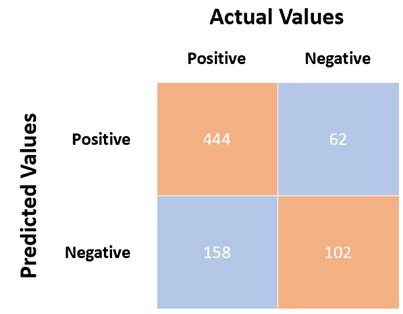 Actual Values
Positive Negative
Predicted Values
Positive 444 62
Negative 158 102